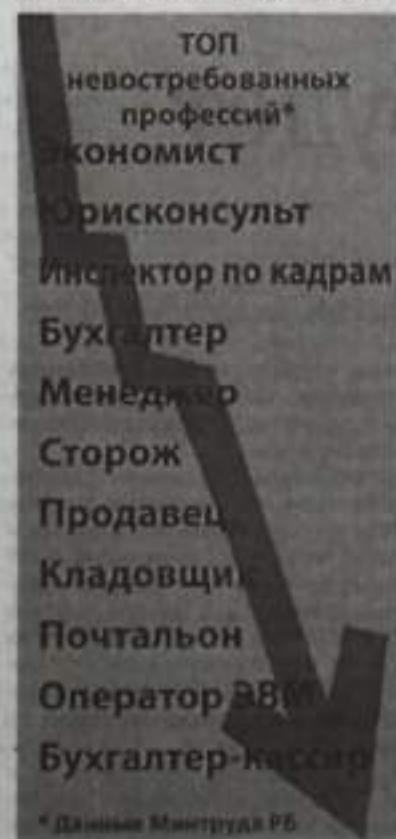 ТОП
невостребованных
профессий*
Экономист
Юрисконсульт
Инспектор по кадрам
Бухгалтер
Менеджер
Сторож
Продавец
Кладовщик
Почтальон
Оператор ЭВМ
Бухгалтер-кассир
* Данные Минтруда РБ